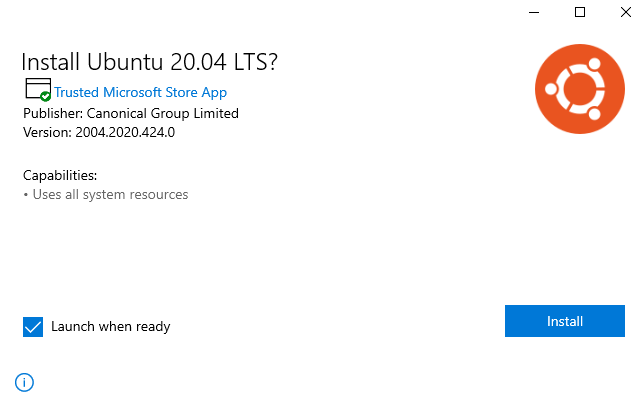 Install Ubuntu 20.04 LTS?
Trusted Microsoft Store App
Publisher: Canonical Group Limited
Version: 2004.2020.424.0
Capabilities:
• Uses all system resources
Launch when ready
Install